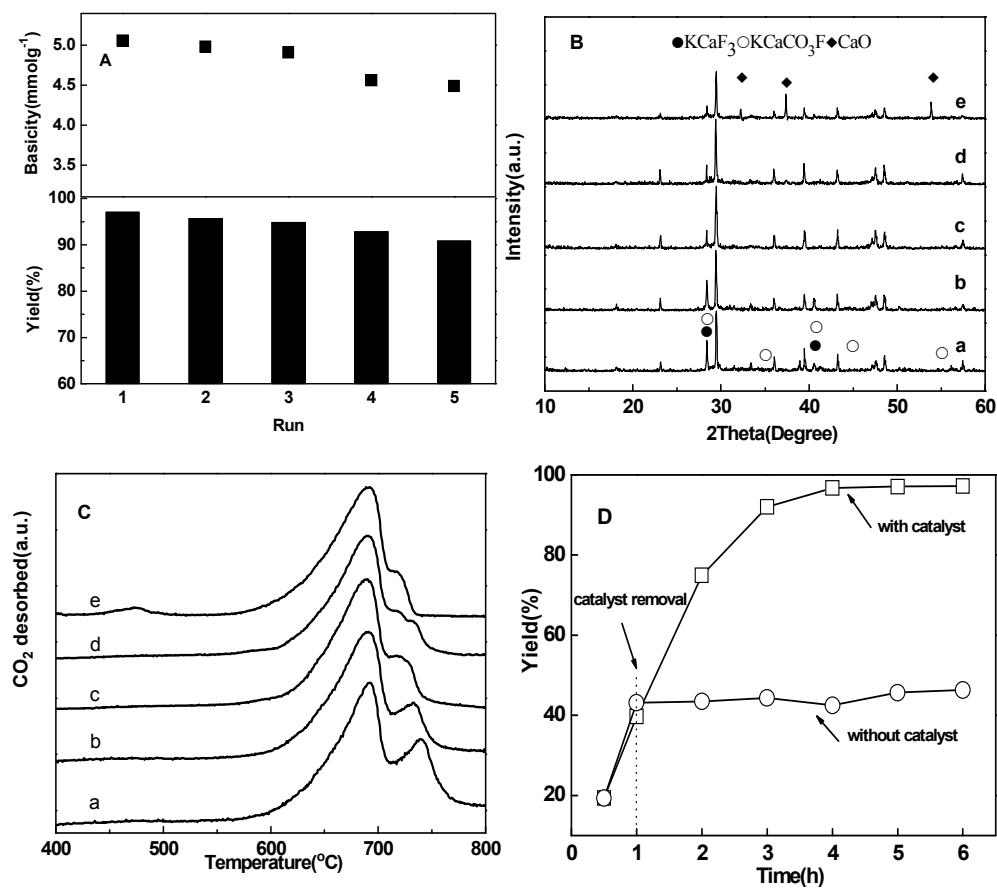 A
Basicity(mmolg⁻¹)
5.0
4.5
4.0
3.5
Yield(%)
100
90
80
70
60
1 2 3 4 5
Run
B
●KCaF₃○KCaCO₃F◆CaO
Intensity(a.u.)
e
d
c
b
a
10 20 30 40 50 60
2Theta(Degree)
C
CO₂ desorbed(a.u.)
e
d
c
b
a
400 500 600 700 800
Temperature(°C)
D
Yield(%)
100
80
60
40
20
with catalyst
catalyst removal
without catalyst
0 1 2 3 4 5 6
Time(h)